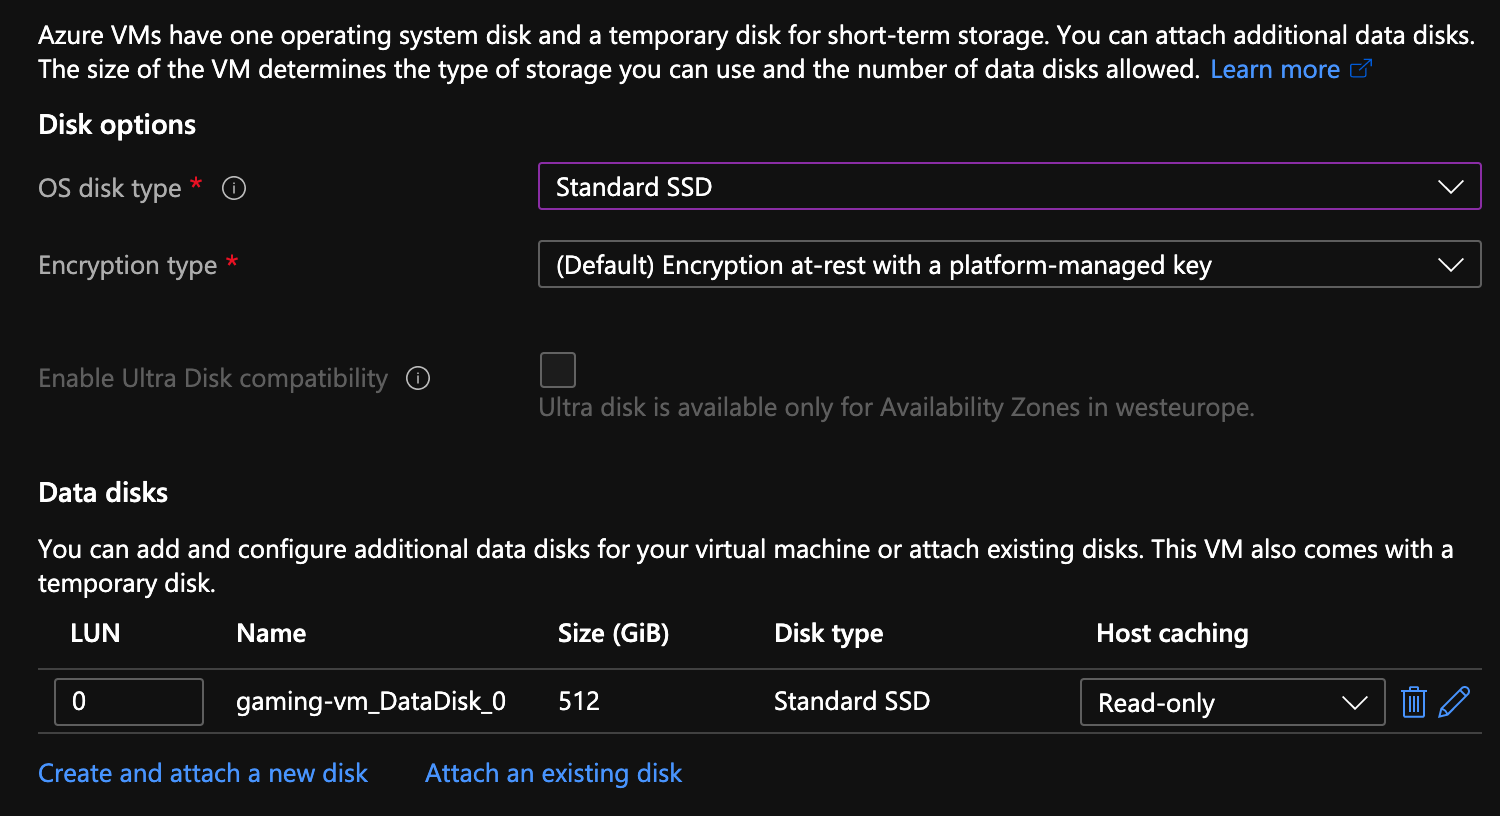 Azure VMs have one operating system disk and a temporary disk for short-term storage. You can attach additional data disks.
The size of the VM determines the type of storage you can use and the number of data disks allowed. Learn more
Disk options
OS disk type *
Standard SSD
Encryption type *
(Default) Encryption at-rest with a platform-managed key
Enable Ultra Disk compatibility
Ultra disk is available only for Availability Zones in westeurope.
Data disks
You can add and configure additional data disks for your virtual machine or attach existing disks. This VM also comes with a
temporary disk.
LUN Name Size (GiB) Disk type Host caching
0 gaming-vm_DataDisk_0 512 Standard SSD Read-only
Create and attach a new disk Attach an existing disk